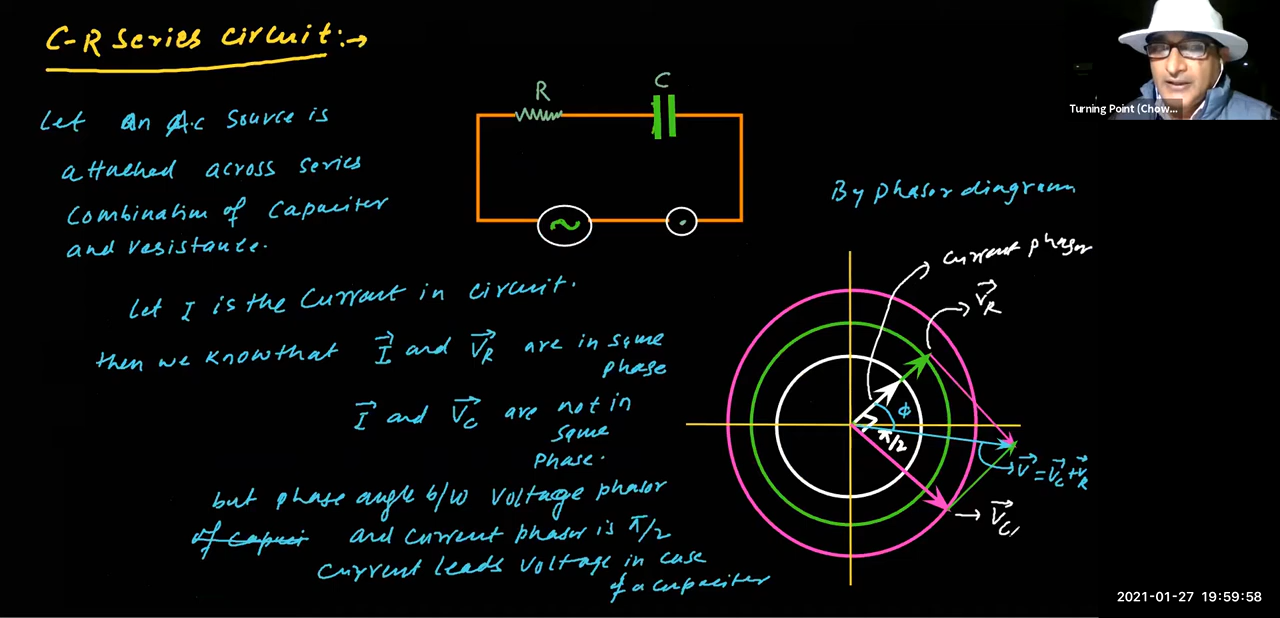 C-R Series Circuit:→
Let an A.c Source is
attached across series
Combination of Capaciter
and resistance.
R
C
~
Let I is the Current in circuit.
then we know that I⃗ and V⃗R are in same
phase
I⃗ and V⃗C are not in
same
phase.
but phase angle b/w voltage phasor
of capaci and current phasor is π/2
Current leads voltage in case
of a capaciter
By phasor diagram
Current phasor
V⃗R
ϕ
π/2
V⃗ = V⃗C + V⃗R
V⃗C
Turning Point (Chow...
2021-01-27 19:59:58